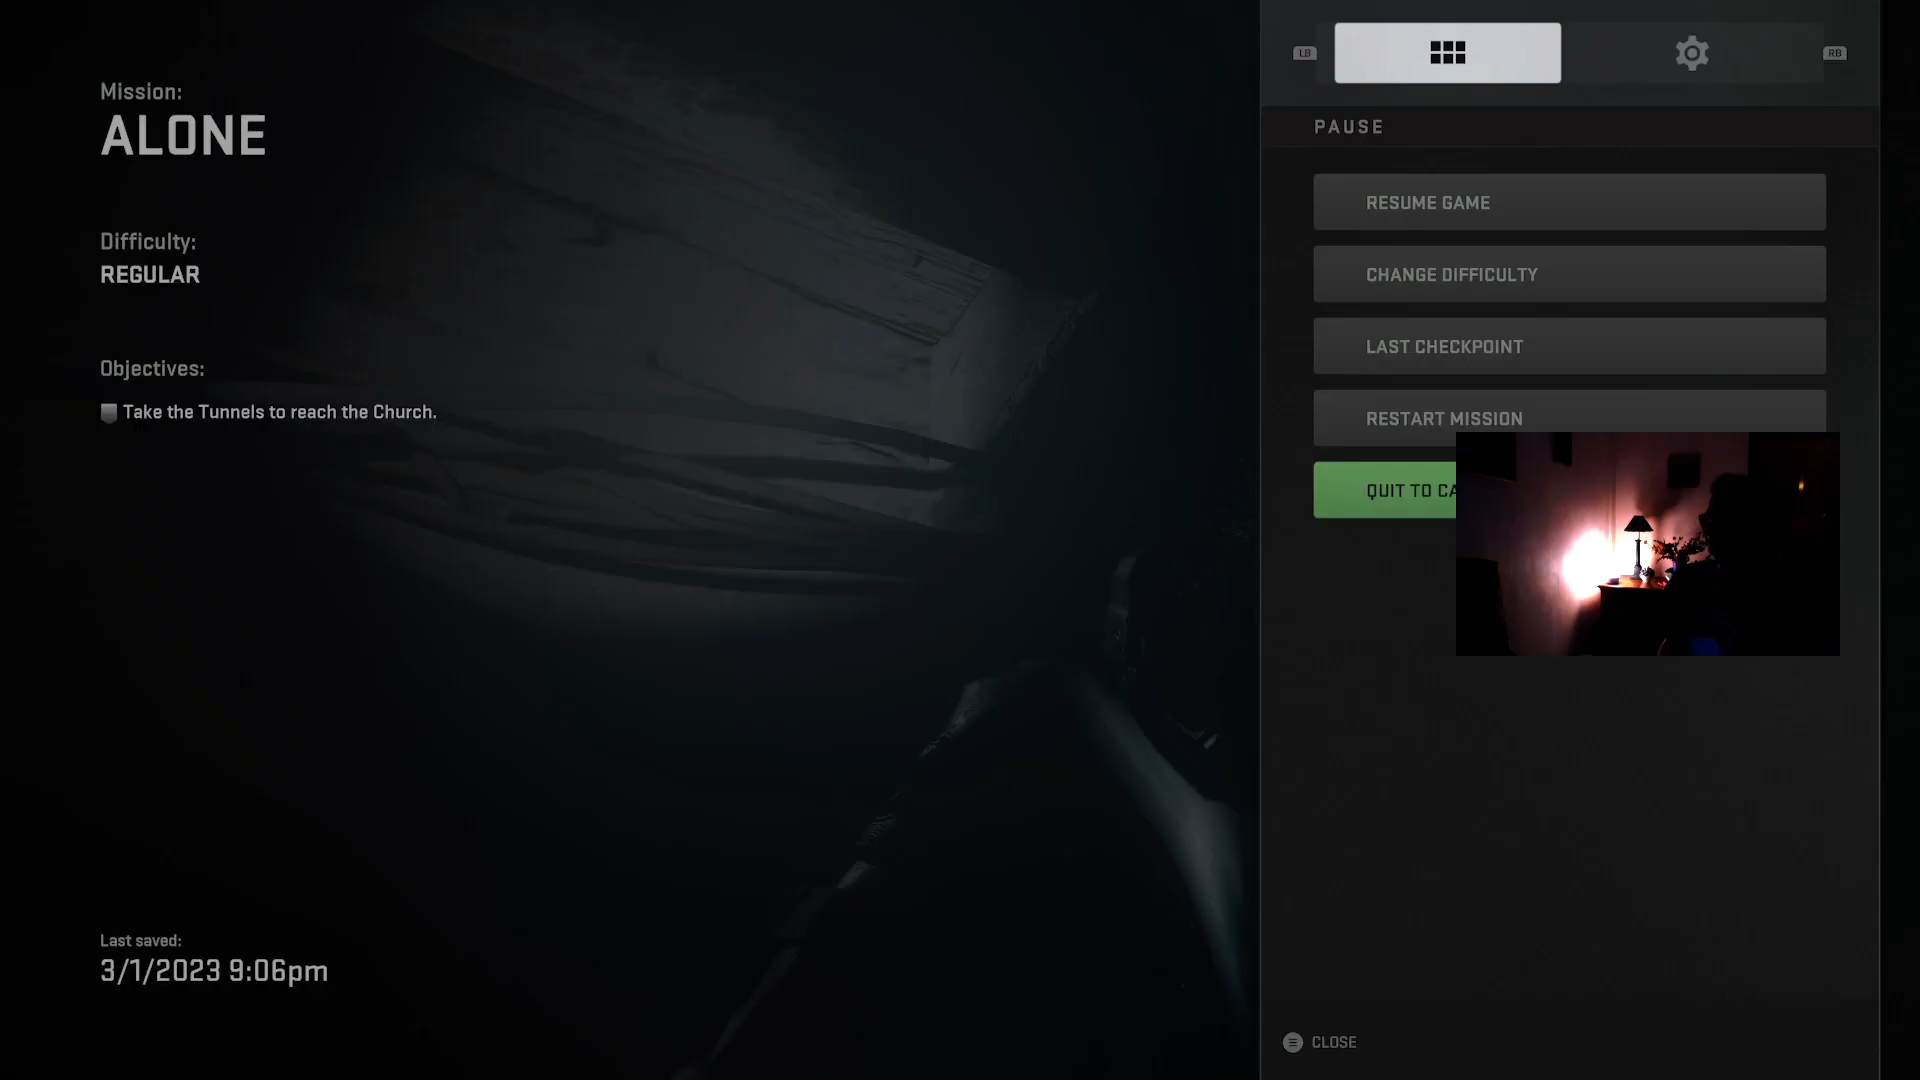 Mission:
ALONE
Difficulty:
REGULAR
Objectives:
Take the Tunnels to reach the Church.
Last saved:
3/1/2023 9:06pm
LB
RB
PAUSE
RESUME GAME
CHANGE DIFFICULTY
LAST CHECKPOINT
RESTART MISSION
QUIT TO CA
CLOSE